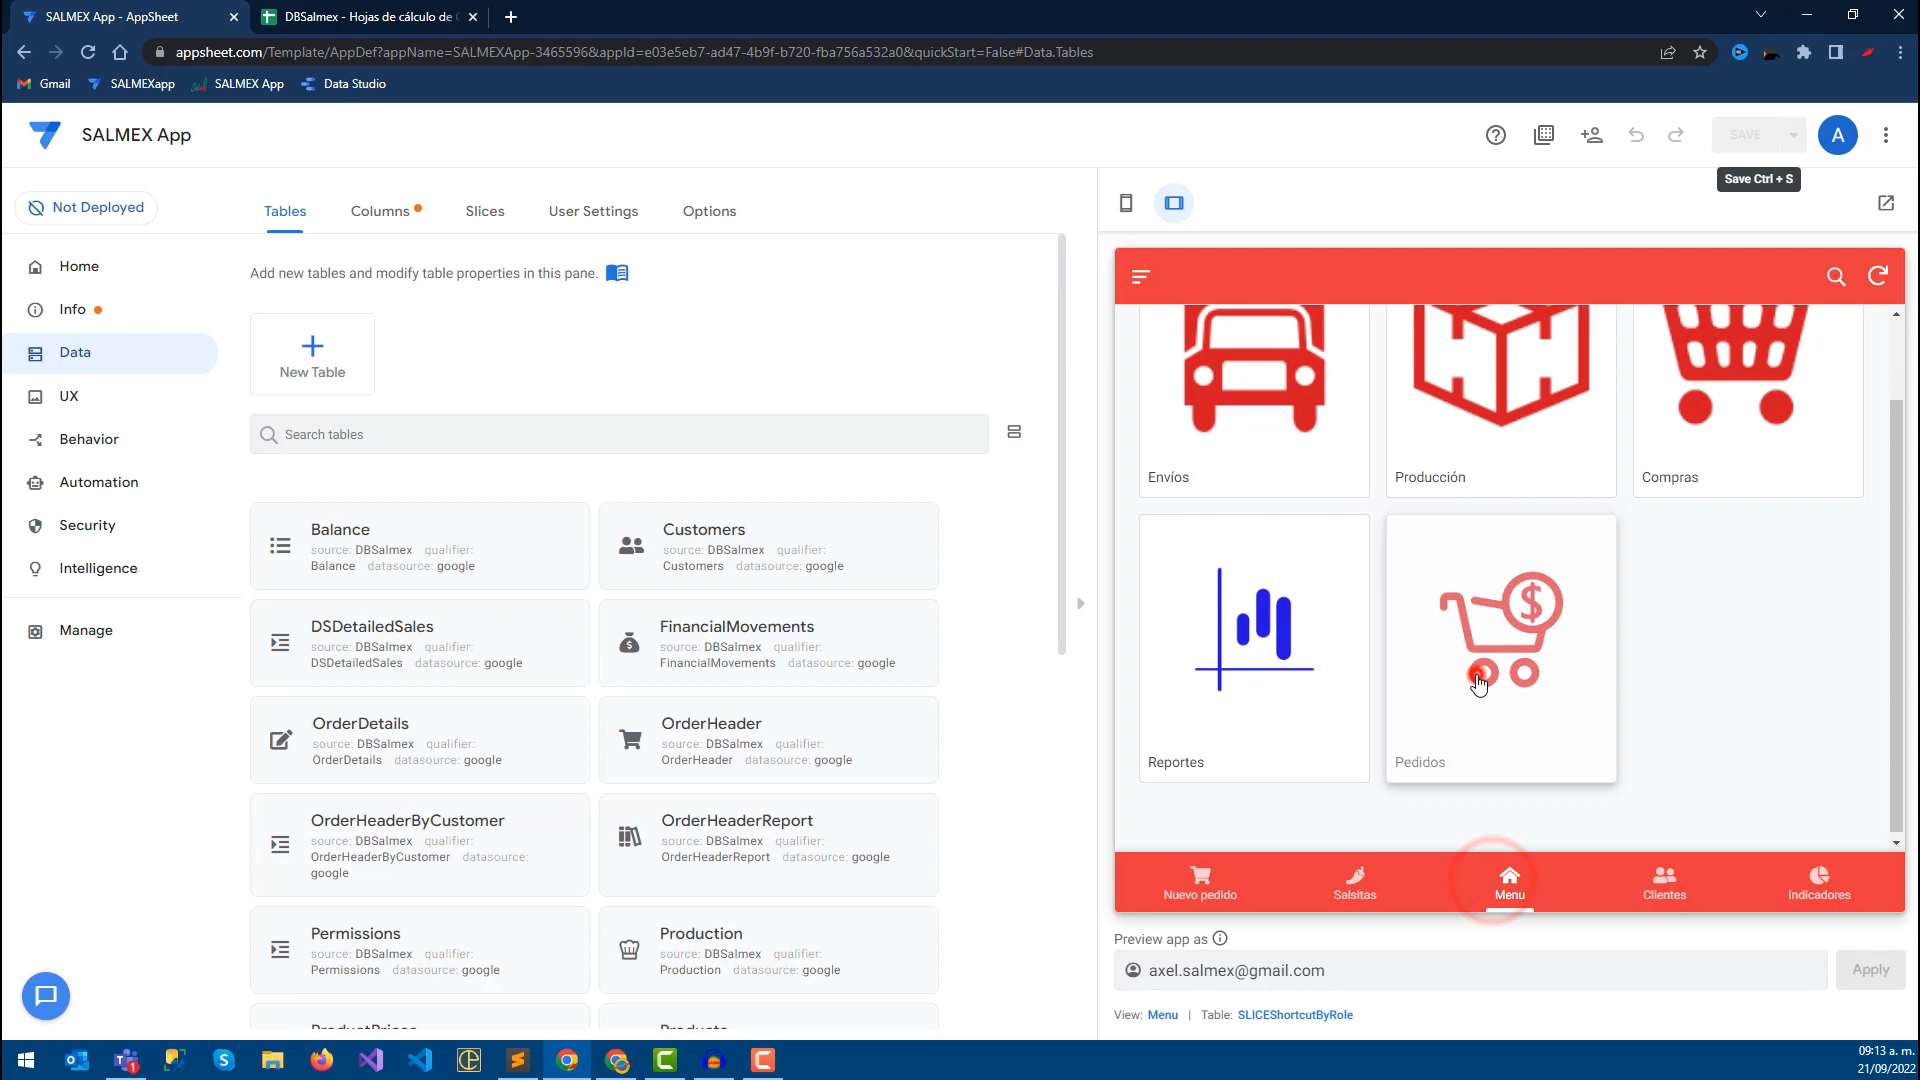 SALMEX App - AppSheet
DBSalmex - Hojas de cálculo de
appsheet.com/Template/AppDef?appName=SALMEXApp-3465596&appId=e03e5eb7-ad47-4b9f-b720-fba756a532a0&quickStart=False#Data.Tables
Gmail
SALMEXapp
SALMEX App
Data Studio
SALMEX App
SAVE
A
Save Ctrl + S
Not Deployed
Tables
Columns
Slices
User Settings
Options
Home
Info
Data
UX
Behavior
Automation
Security
Intelligence
Manage
Add new tables and modify table properties in this pane.
New Table
Search tables
Balance
source: DBSalmex qualifier:
Balance datasource: google
Customers
source: DBSalmex qualifier:
Customers datasource: google
DSDetailedSales
source: DBSalmex qualifier:
DSDetailedSales datasource: google
FinancialMovements
source: DBSalmex qualifier:
FinancialMovements datasource: google
OrderDetails
source: DBSalmex qualifier:
OrderDetails datasource: google
OrderHeader
source: DBSalmex qualifier:
OrderHeader datasource: google
OrderHeaderByCustomer
source: DBSalmex qualifier:
OrderHeaderByCustomer datasource:
google
OrderHeaderReport
source: DBSalmex qualifier:
OrderHeaderReport datasource: google
Permissions
source: DBSalmex qualifier:
Permissions datasource: google
Production
source: DBSalmex qualifier:
Production datasource: google
ProductPrices
Products
Envíos
Producción
Compras
Reportes
Pedidos
Nuevo pedido
Salsitas
Menu
Clientes
Indicadores
Preview app as
axel.salmex@gmail.com
Apply
View: Menu | Table: SLICEShortcutByRole
09:13 a. m.
21/09/2022